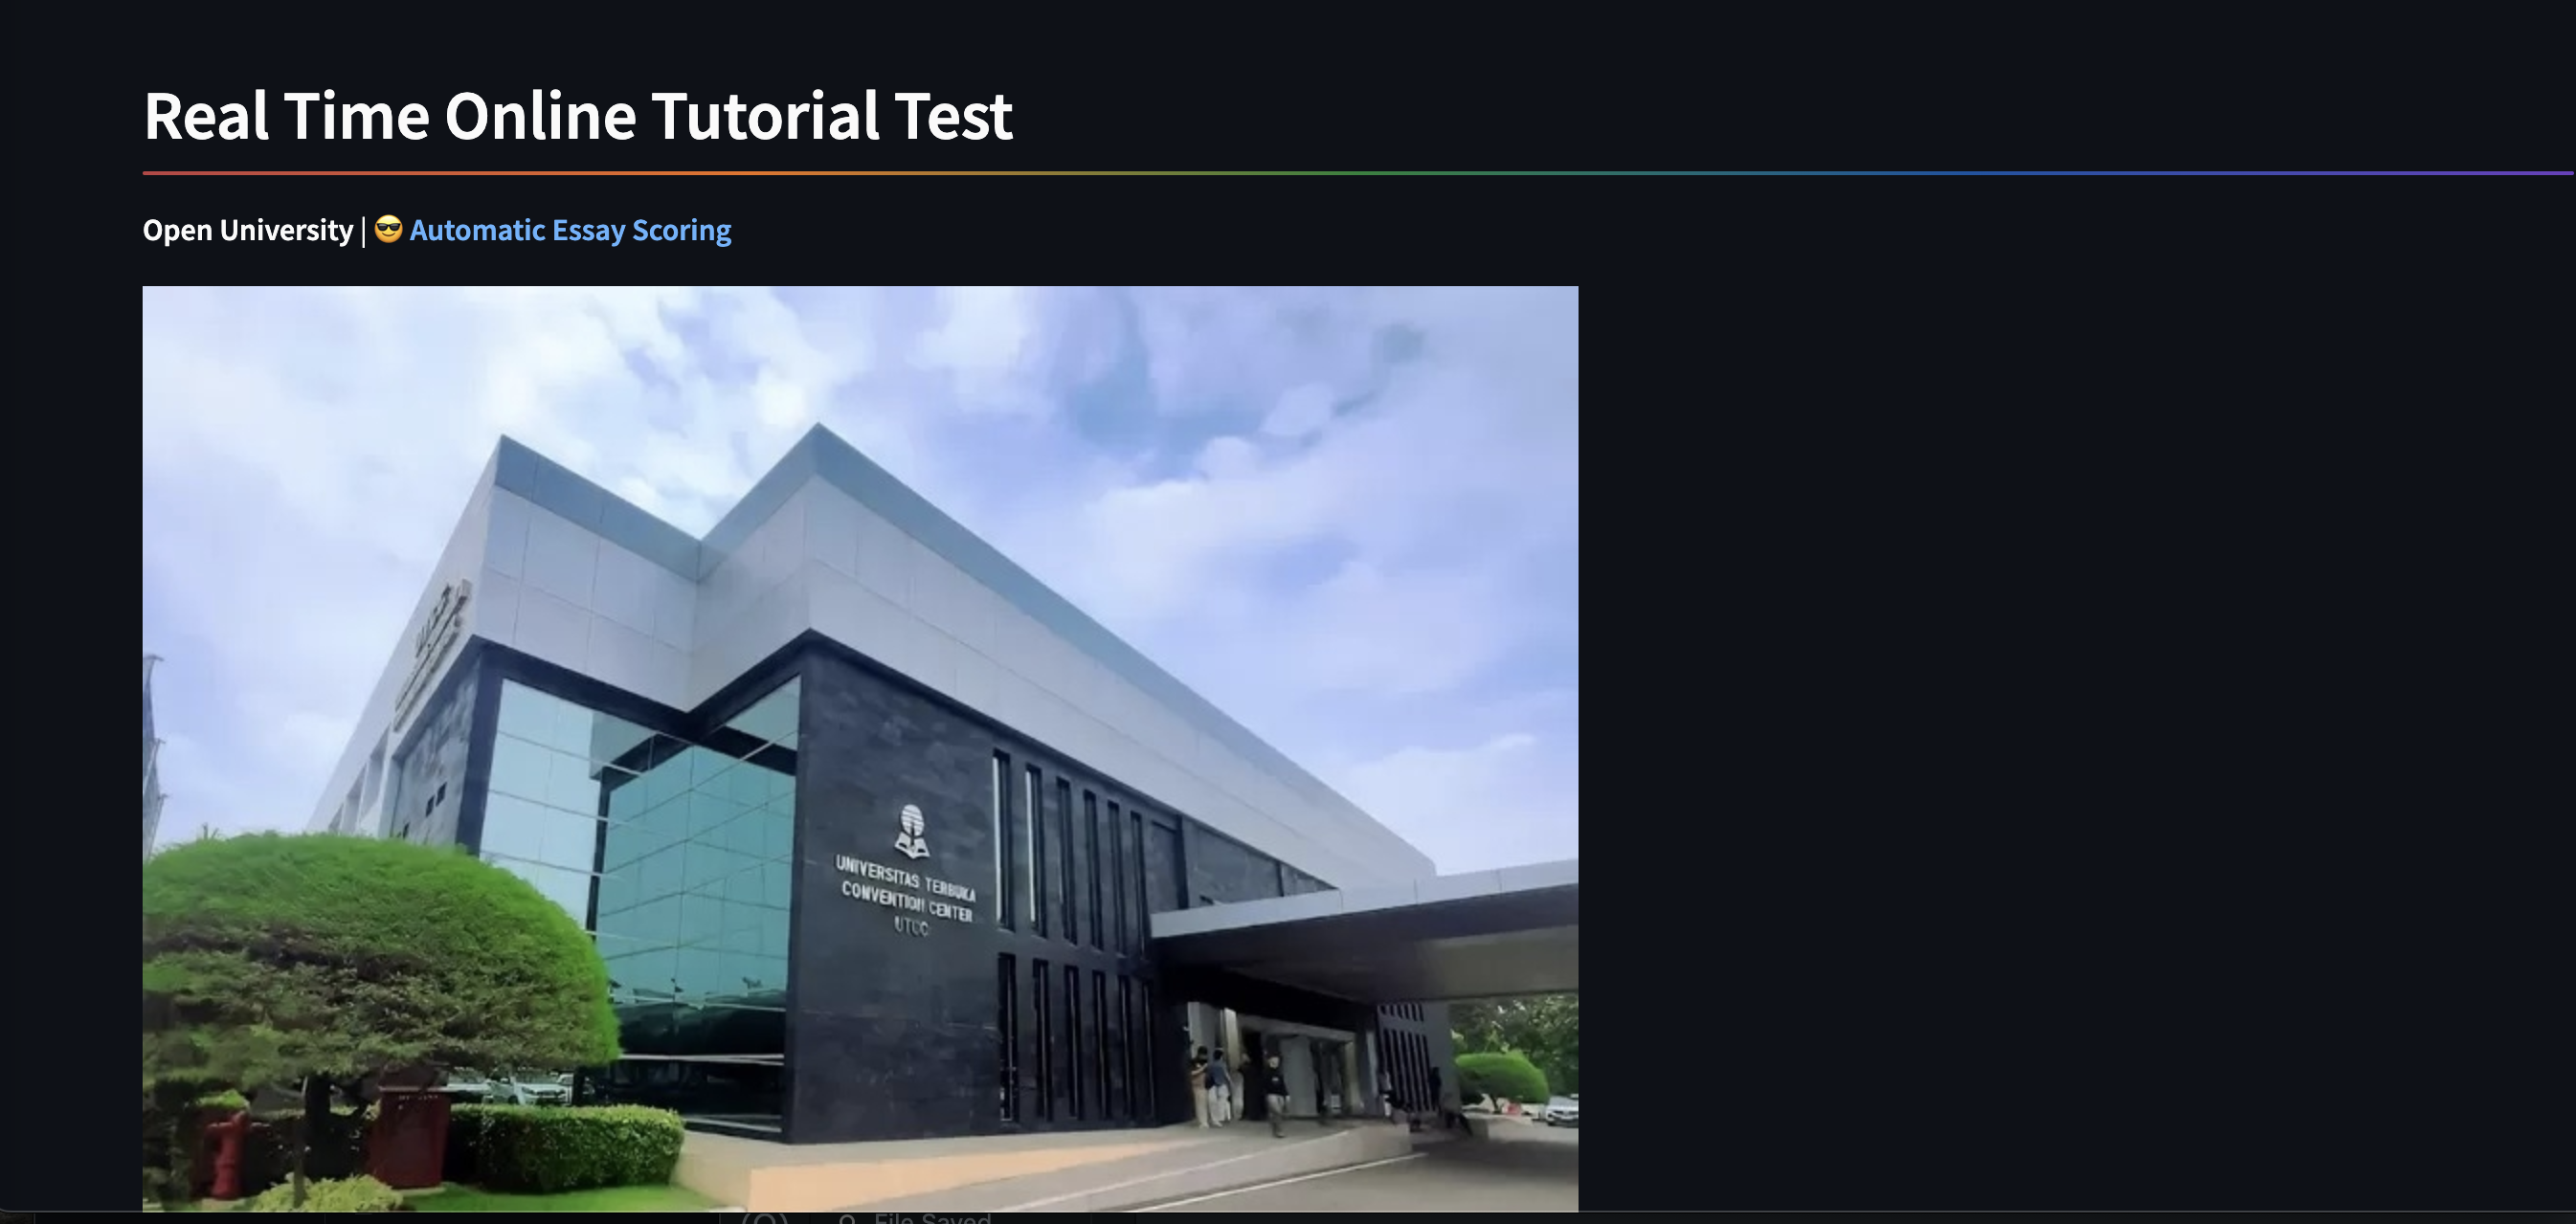 Real Time Online Tutorial Test
Open University | 😎 Automatic Essay Scoring
UNIVERSITAS TERBUKA
CONVENTION CENTER
UTCC
File Saved